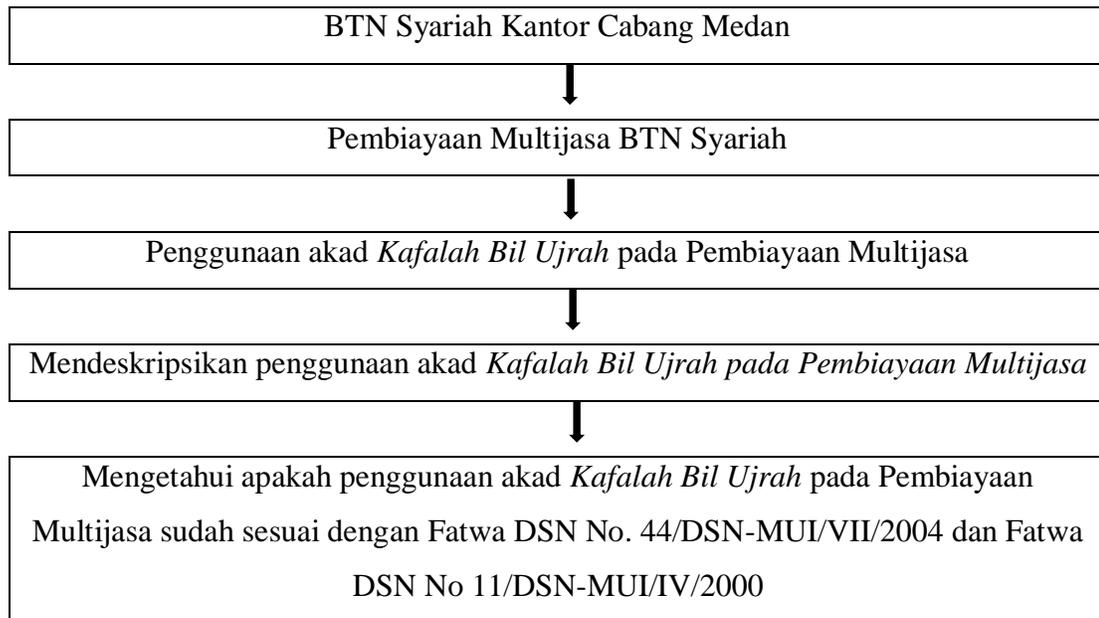 BTN Syariah Kantor Cabang Medan
Pembiayaan Multijasa BTN Syariah
Penggunaan akad Kafalah Bil Ujrah pada Pembiayaan Multijasa
Mendeskripsikan penggunaan akad Kafalah Bil Ujrah pada Pembiayaan Multijasa
Mengetahui apakah penggunaan akad Kafalah Bil Ujrah pada Pembiayaan
Multijasa sudah sesuai dengan Fatwa DSN No. 44/DSN-MUI/VII/2004 dan Fatwa
DSN No 11/DSN-MUI/IV/2000